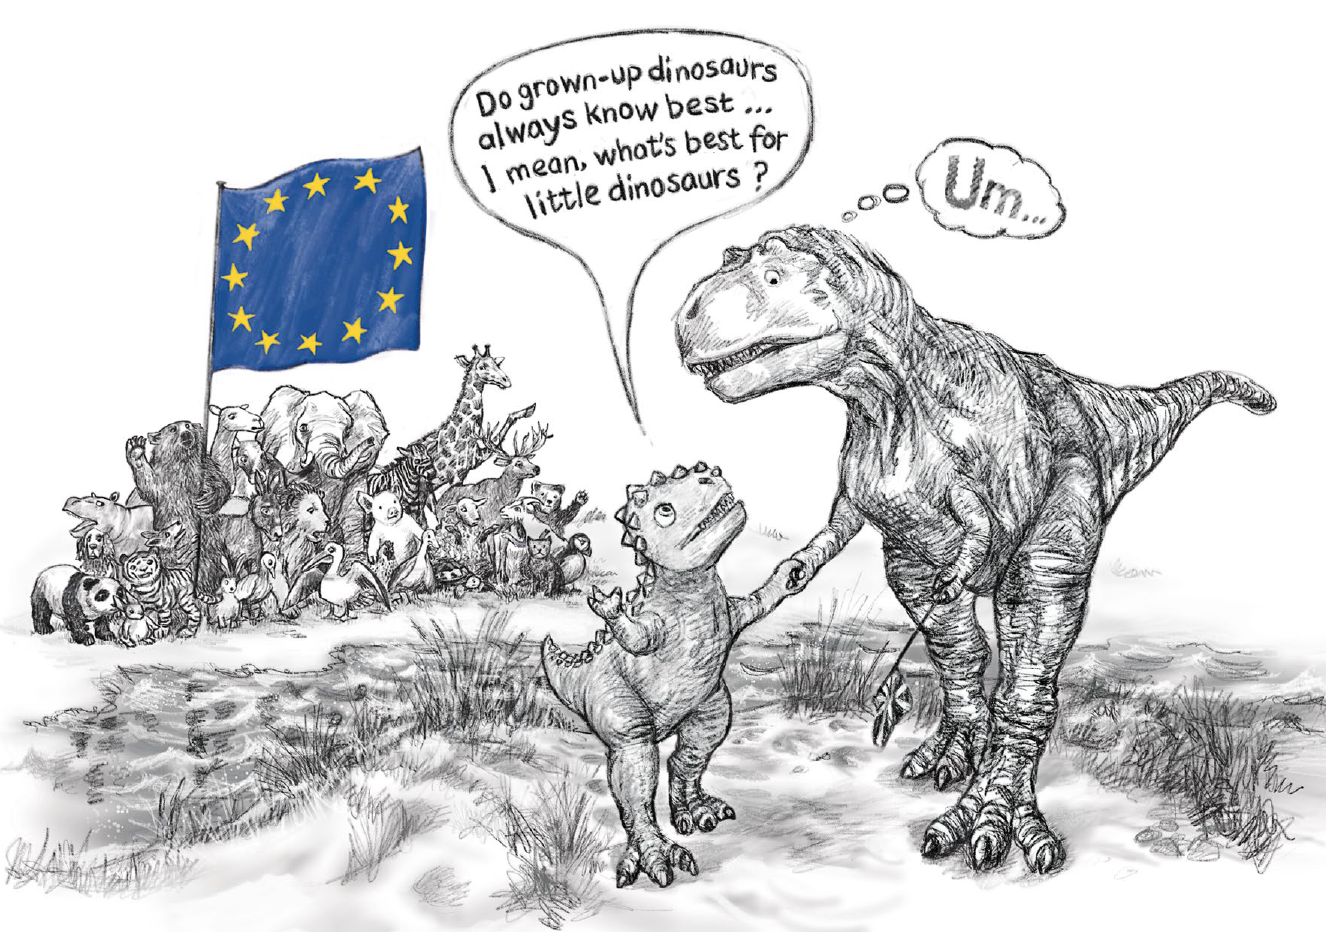 Do grown-up dinosaurs
always know best ...
I mean, what's best for
little dinosaurs ?
Um...